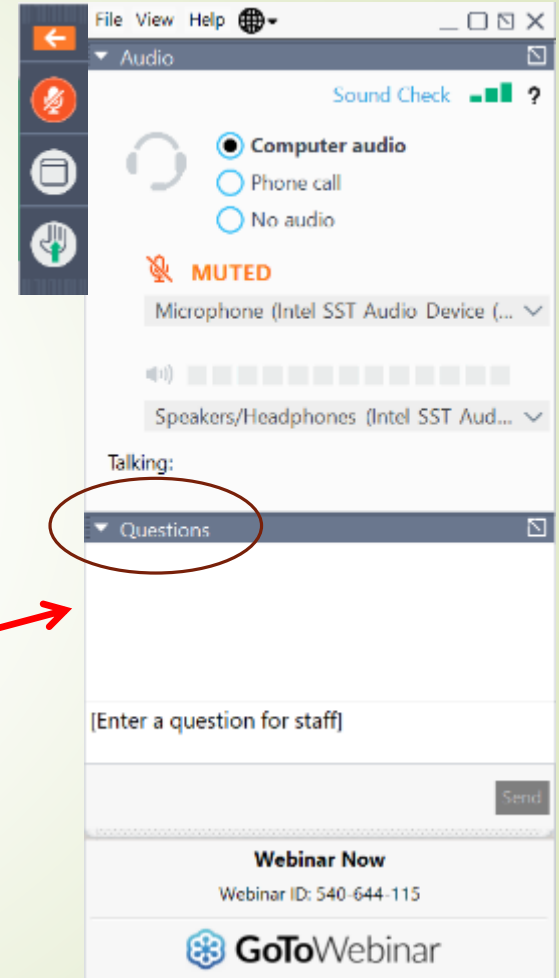 File View Help
Audio
Sound Check ?
Computer audio
Phone call
No audio
MUTED
Microphone (Intel SST Audio Device (...
Speakers/Headphones (Intel SST Aud...
Talking:
Questions
[Enter a question for staff]
Send
Webinar Now
Webinar ID: 540-644-115
GoToWebinar